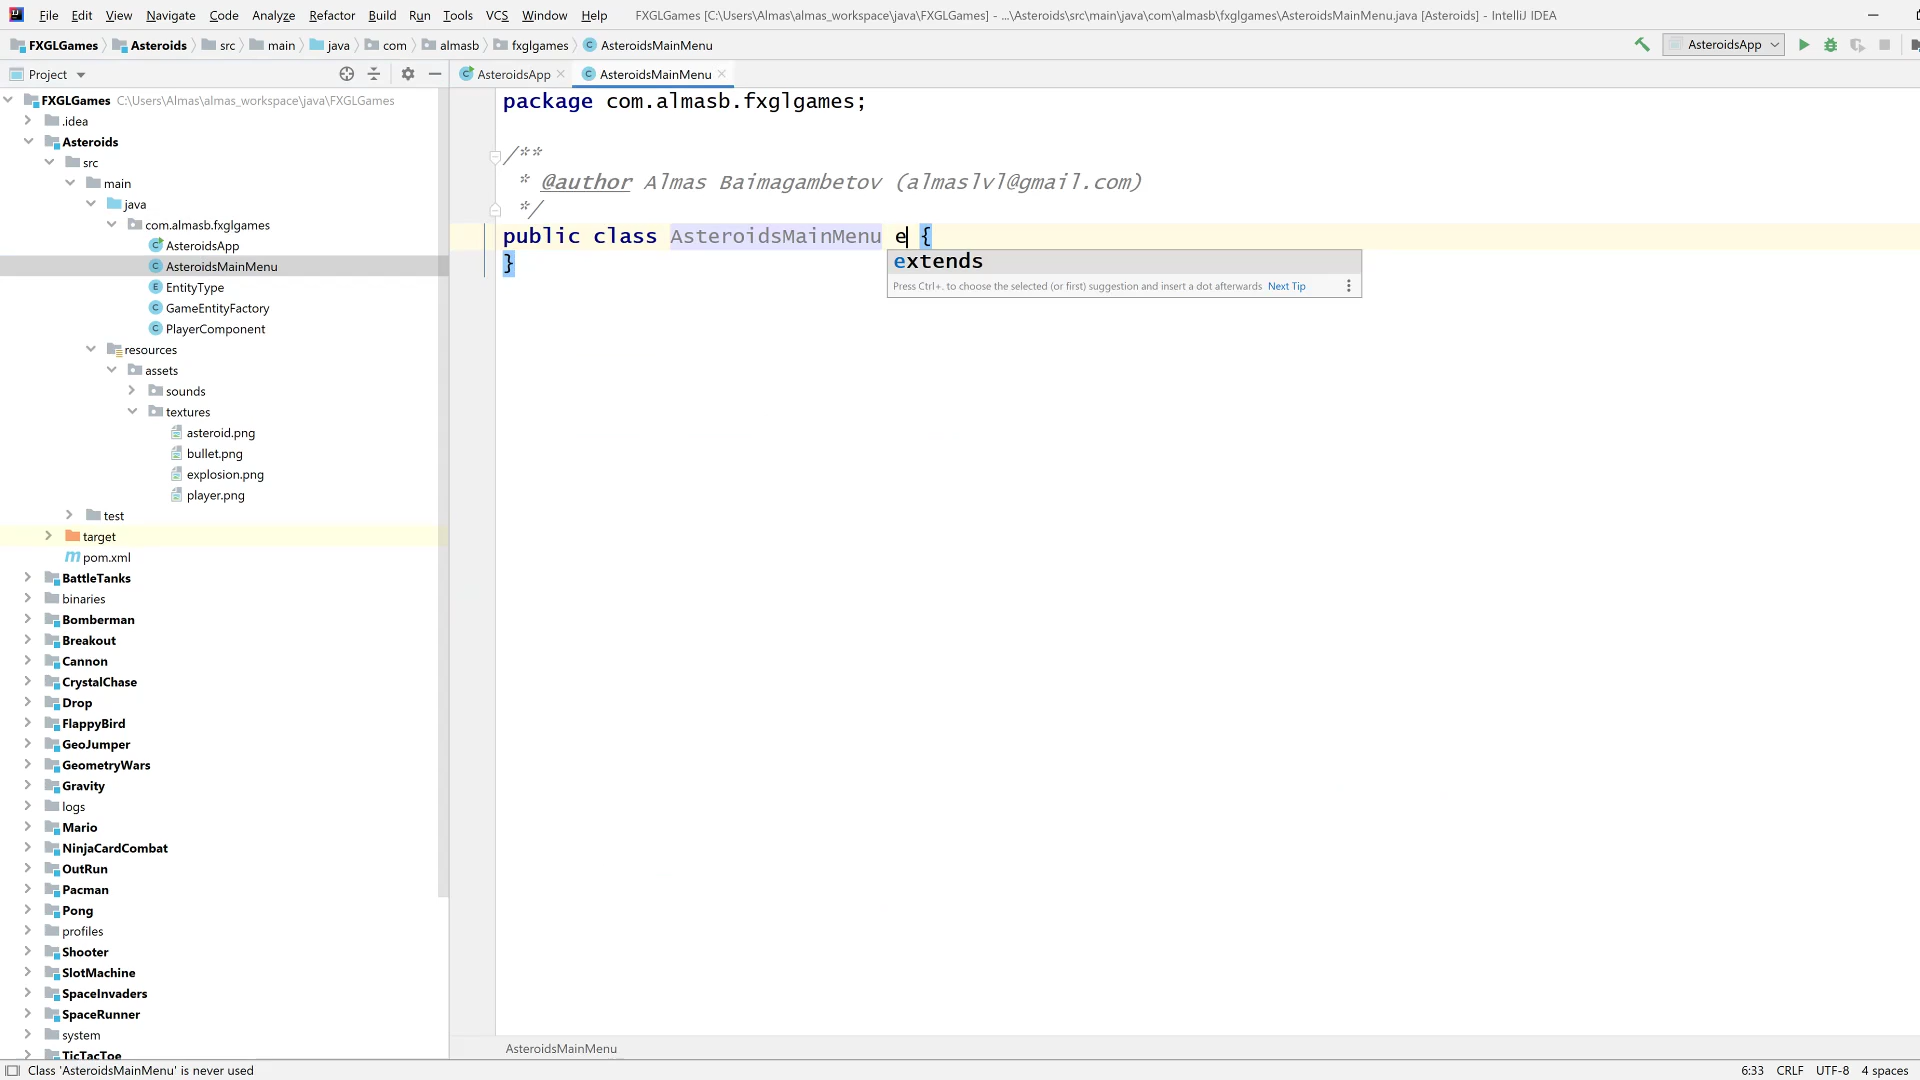 File Edit View Navigate Code Analyze Refactor Build Run Tools VCS Window Help FXGLGames [C:\Users\Almas\almas_workspace\java\FXGLGames] - ...\Asteroids\src\main\java\com\almasb\fxglgames\AsteroidsMainMenu.java [Asteroids] - IntelliJ IDEA
FXGLGames Asteroids src main java com almasb fxglgames AsteroidsMainMenu AsteroidsApp
Project AsteroidsApp AsteroidsMainMenu
FXGLGames C:\Users\Almas\almas_workspace\java\FXGLGames
.idea
Asteroids
src
main
java
com.almasb.fxglgames
AsteroidsApp
AsteroidsMainMenu
EntityType
GameEntityFactory
PlayerComponent
resources
assets
sounds
textures
asteroid.png
bullet.png
explosion.png
player.png
test
target
pom.xml
BattleTanks
binaries
Bomberman
Breakout
Cannon
CrystalChase
Drop
FlappyBird
GeoJumper
GeometryWars
Gravity
logs
Mario
NinjaCardCombat
OutRun
Pacman
Pong
profiles
Shooter
SlotMachine
SpaceInvaders
SpaceRunner
system
TicTacToe
package com.almasb.fxglgames;
/**
* @author Almas Baimagambetov (almaslvl@gmail.com)
*/
public class AsteroidsMainMenu e {
}
extends
Press Ctrl+. to choose the selected (or first) suggestion and insert a dot afterwards Next Tip
AsteroidsMainMenu
Class 'AsteroidsMainMenu' is never used 6:33 CRLF UTF-8 4 spaces